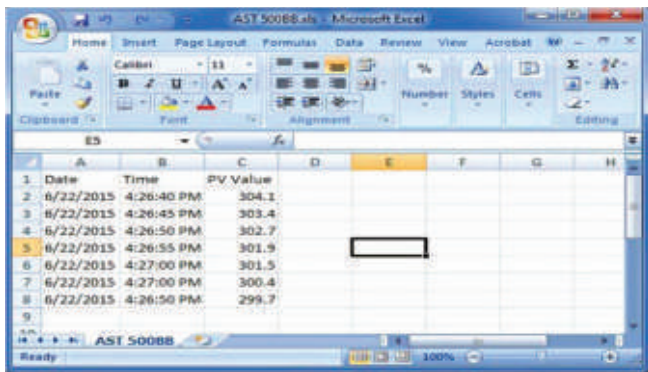 AST 500BB.xls - Microsoft Excel
Home Insert Page Layout Formulas Data Review View Acrobat
Calibri 11
B I U A A
Paste Number Styles Cells
Clipboard Font Alignment Editing
E5 fx
A B C D E F G H
1 Date Time PV Value
2 6/22/2015 4:26:40 PM 304.1
3 6/22/2015 4:26:45 PM 303.4
4 6/22/2015 4:26:50 PM 302.7
5 6/22/2015 4:26:55 PM 301.9
6 6/22/2015 4:27:00 PM 301.5
7 6/22/2015 4:27:00 PM 300.4
8 6/22/2015 4:26:50 PM 299.7
9
AST 500BB
Ready 100%